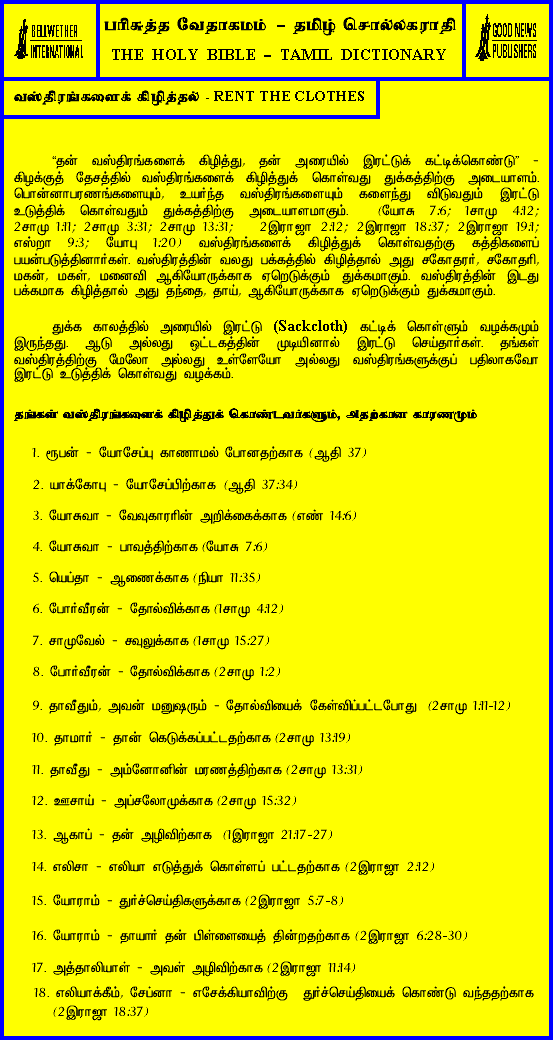 BELLWETHER
INTERNATIONAL
பரிசுத்த வேதாகமம் – தமிழ் சொல்லகராதி
THE HOLY BIBLE – TAMIL DICTIONARY
GOOD NEWS
PUBLISHERS
வஸ்திரங்களைக் கிழித்தல் - RENT THE CLOTHES
“தன் வஸ்திரங்களைக் கிழித்து, தன் அரையில் இரட்டுக் கட்டிக்கொண்டு” –
கிழக்குத் தேசத்தில் வஸ்திரங்களைக் கிழித்துக் கொள்வது துக்கத்திற்கு அடையாளம்.
பொன்னாபரணங்களையும், உயர்ந்த வஸ்திரங்களையும் களைந்து விடுவதும் இரட்டு
உடுத்திக் கொள்வதும் துக்கத்திற்கு அடையாளமாகும். (யோசு 7:6; 1சாமு 4:12;
2சாமு 1:11; 2சாமு 3:31; 2சாமு 13:31; 2இராஜா 2:12; 2இராஜா 18:37; 2இராஜா 19:1;
எஸ்றா 9:3; யோபு 1:20) வஸ்திரங்களைக் கிழித்துக் கொள்வதற்கு கத்திகளைப்
பயன்படுத்தினார்கள். வஸ்திரத்தின் வலது பக்கத்தில் கிழித்தால் அது சகோதரர், சகோதரி,
மகன், மகள், மனைவி ஆகியோருக்காக ஏறெடுக்கும் துக்கமாகும். வஸ்திரத்தின் இடது
பக்கமாக கிழித்தால் அது தந்தை, தாய், ஆகியோருக்காக ஏறெடுக்கும் துக்கமாகும்.
துக்க காலத்தில் அரையில் இரட்டு (Sackcloth) கட்டிக் கொள்ளும் வழக்கமும்
இருந்தது. ஆடு அல்லது ஒட்டகத்தின் முடியினால் இரட்டு செய்தார்கள். தங்கள்
வஸ்திரத்திற்கு மேலோ அல்லது உள்ளேயோ அல்லது வஸ்திரங்களுக்குப் பதிலாகவோ
இரட்டு உடுத்திக் கொள்வது வழக்கம்.
தங்கள் வஸ்திரங்களைக் கிழித்துக் கொண்டவர்களும், அதற்கான காரணமும்
1. ரூபன் – யோசேப்பு காணாமல் போனதற்காக (ஆதி 37)
2. யாக்கோபு – யோசேப்பிற்காக (ஆதி 37:34)
3. யோசுவா – வேவுகாரரின் அறிக்கைக்காக (எண் 14:6)
4. யோசுவா – பாவத்திற்காக (யோசு 7:6)
5. யெப்தா – ஆணைக்காக (நியா 11:35)
6. போர்வீரன் – தோல்விக்காக (1சாமு 4:12)
7. சாமுவேல் – சவுலுக்காக (1சாமு 15:27)
8. போர்வீரன் – தோல்விக்காக (2சாமு 1:2)
9. தாவீதும், அவன் மனுஷரும் – தோல்வியைக் கேள்விப்பட்டபோது (2சாமு 1:11-12)
10. தாமார் – தான் கெடுக்கப்பட்டதற்காக (2சாமு 13:19)
11. தாவீது – அம்னோனின் மரணத்திற்காக (2சாமு 13:31)
12. ஊசாய் – அப்சலோமுக்காக (2சாமு 15:32)
13. ஆகாப் – தன் அழிவிற்காக (1இராஜா 21:17-27)
14. எலிசா – எலியா எடுத்துக் கொள்ளப் பட்டதற்காக (2இராஜா 2:12)
15. யோராம் – துர்ச்செய்திகளுக்காக (2இராஜா 5:7-8)
16. யோராம் – தாயார் தன் பிள்ளையைத் தின்றதற்காக (2இராஜா 6:28-30)
17. அத்தாலியாள் – அவள் அழிவிற்காக (2இராஜா 11:14)
18. எலியாக்கீம், சேப்னா – எசேக்கியாவிற்கு துர்ச்செய்தியைக் கொண்டு வந்ததற்காக
(2இராஜா 18:37)